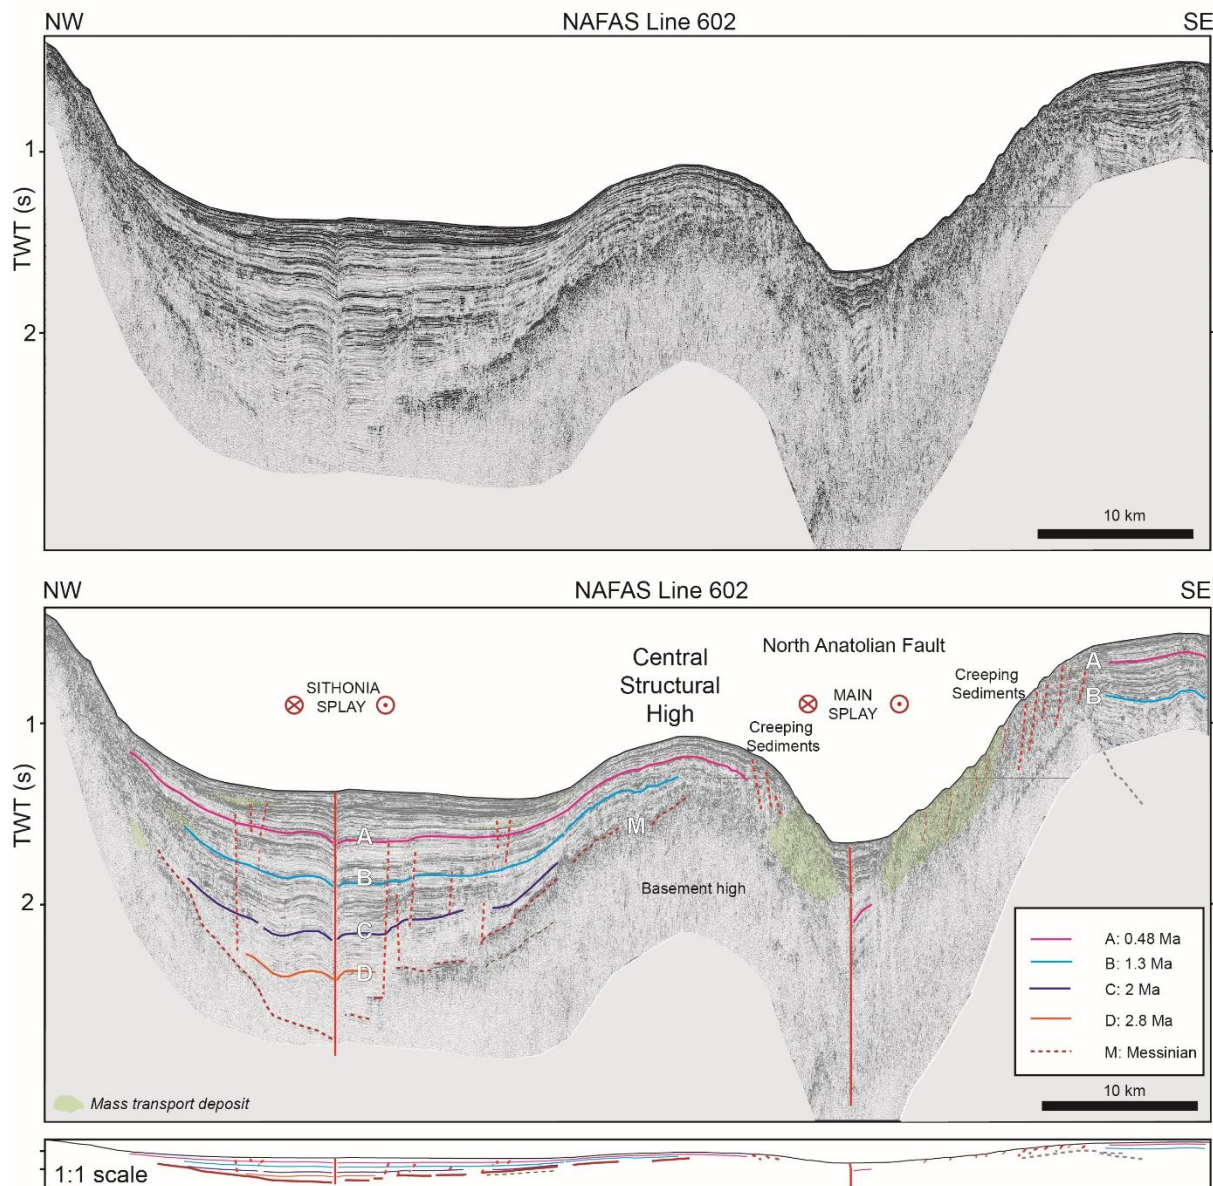 NW
NAFAS Line 602
SE
1
TWT (s)
2
10 km
NW
NAFAS Line 602
SE
Central
Structural
High
North Anatolian Fault
SITHONIA
SPLAY
MAIN
SPLAY
Creeping
Sediments
Creeping
Sediments
A
B
1
TWT (s)
2
A
B
C
D
M
Basement high
A: 0.48 Ma
B: 1.3 Ma
C: 2 Ma
D: 2.8 Ma
M: Messinian
Mass transport deposit
10 km
1:1 scale